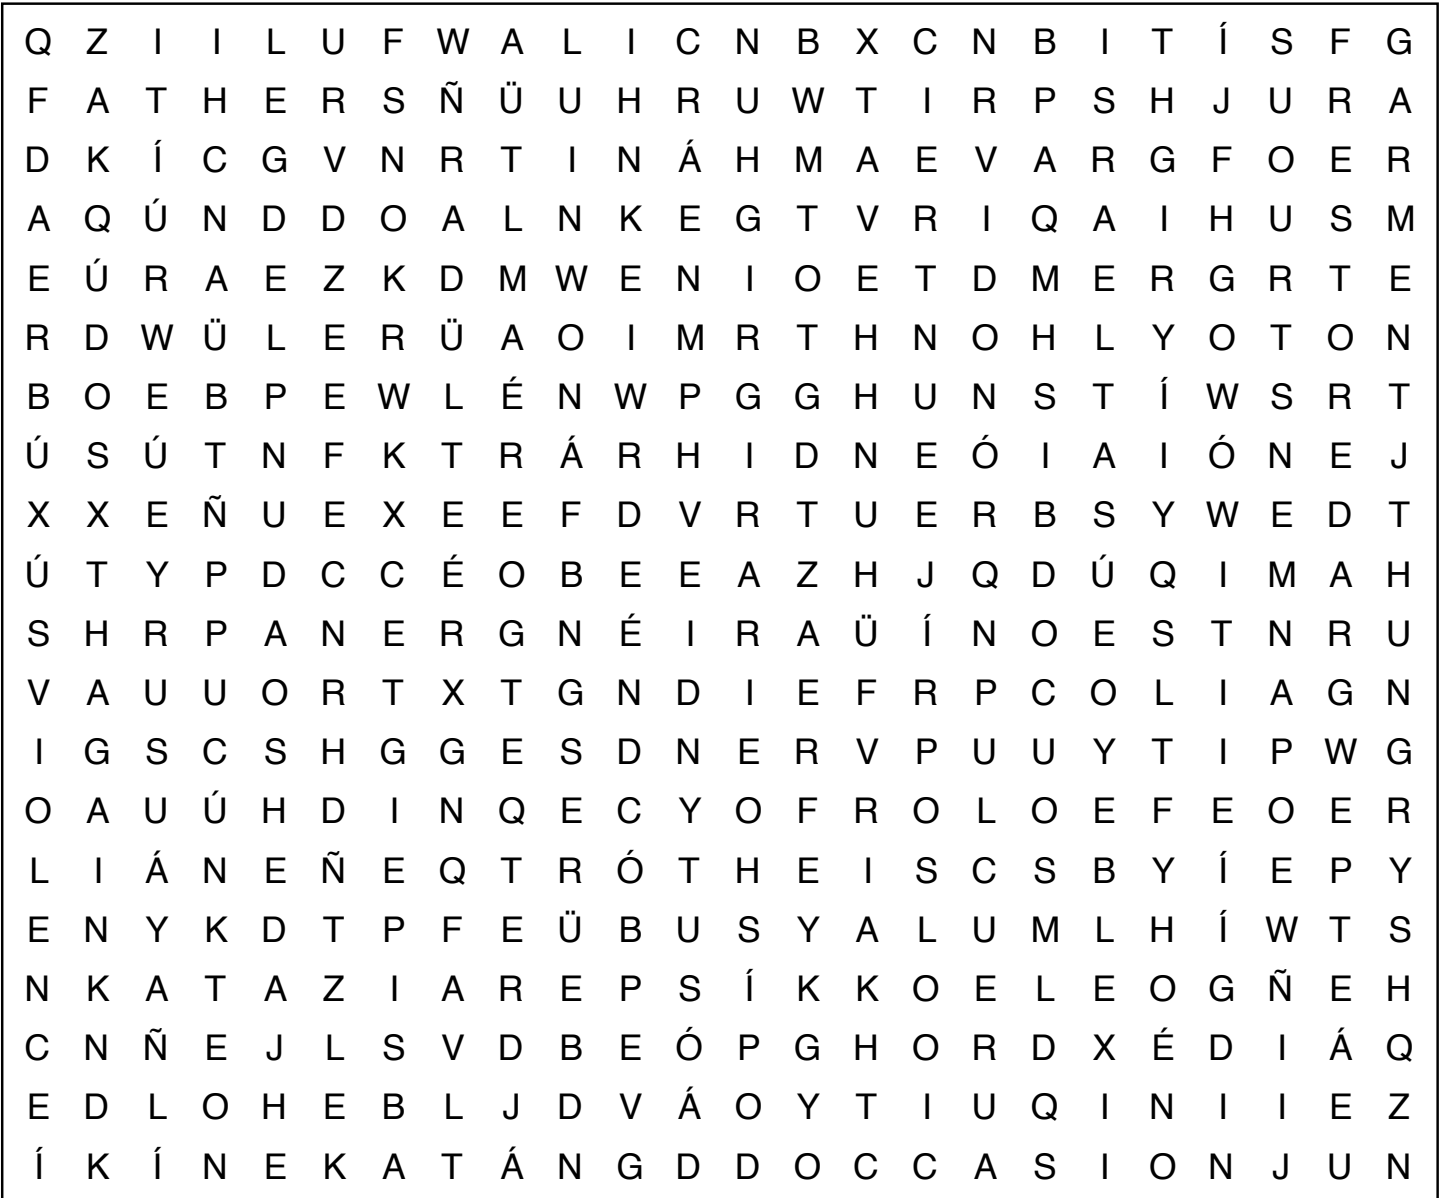 Q Z I I L U F W A L I C N B X C N B I T Í S F G
F A T H E R S Ñ Ü U H R U W T I R P S H J U R A
D K Í C G V N R T I N Á H M A E V A R G F O E R
A Q Ú N D D O A L N K E G T V R I Q A I H U S M
E Ú R A E Z K D M W E N I O E T D M E R G R T E
R D W Ü L E R Ü A O I M R T H N O H L Y O T O N
B O E B P E W L É N W P G G H U N S T Í W S R T
Ú S Ú T N F K T R Á R H I D N E Ó I A I Ó N E J
X X E Ñ U E X E E F D V R T U E R B S Y W E D T
Ú T Y P D C C É O B E E A Z H J Q D Ú Q I M A H
S H R P A N E R G N É I R A Ü Í N O E S T N R U
V A U U O R T X T G N D I E F R P C O L I A G N
I G S C S H G G E S D N E R V P U U Y T I P W G
O A U Ú H D I N Q E C Y O F R O L O E F E O E R
L I Á N E Ñ E Q T R Ó T H E I S C S B Y Í E P Y
E N Y K D T P F E Ü B U S Y A L U M L H Í W T S
N K A T A Z I A R E P S Í K K O E L E O G Ñ E H
C N Ñ E J L S V D B E Ó P G H O R D X É D I Á Q
E D L O H E B L J D V Á O Y T I U Q I N I I E Z
Í K Í N E K A T Á N G D D O C C A S I O N J U N